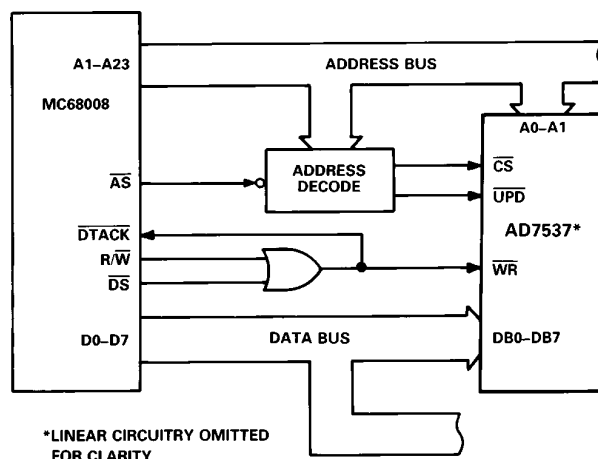 A1–A23
ADDRESS BUS
MC68008
A0–A1
ADDRESS
DECODE
CS
AS
UPD
AD7537*
DTACK
R/W
WR
DS
D0–D7
DATA BUS
DB0–DB7
*LINEAR CIRCUITRY OMITTED
FOR CLARITY